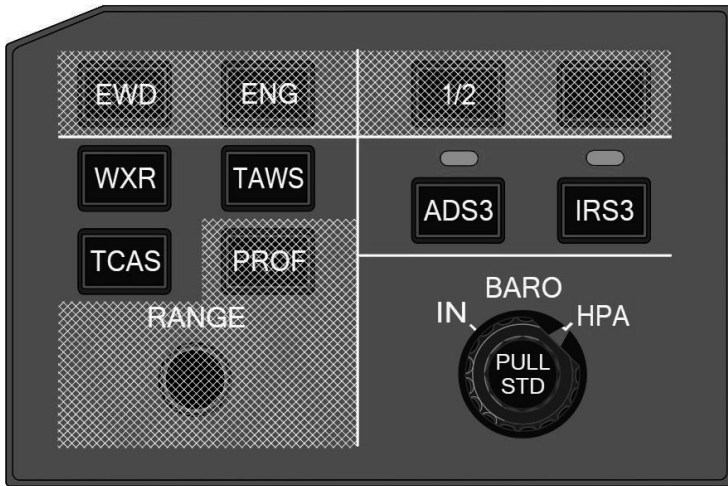 EWD ENG 1/2
WXR TAWS
ADS3 IRS3
TCAS PROF
BARO
RANGE IN HPA
PULL
STD